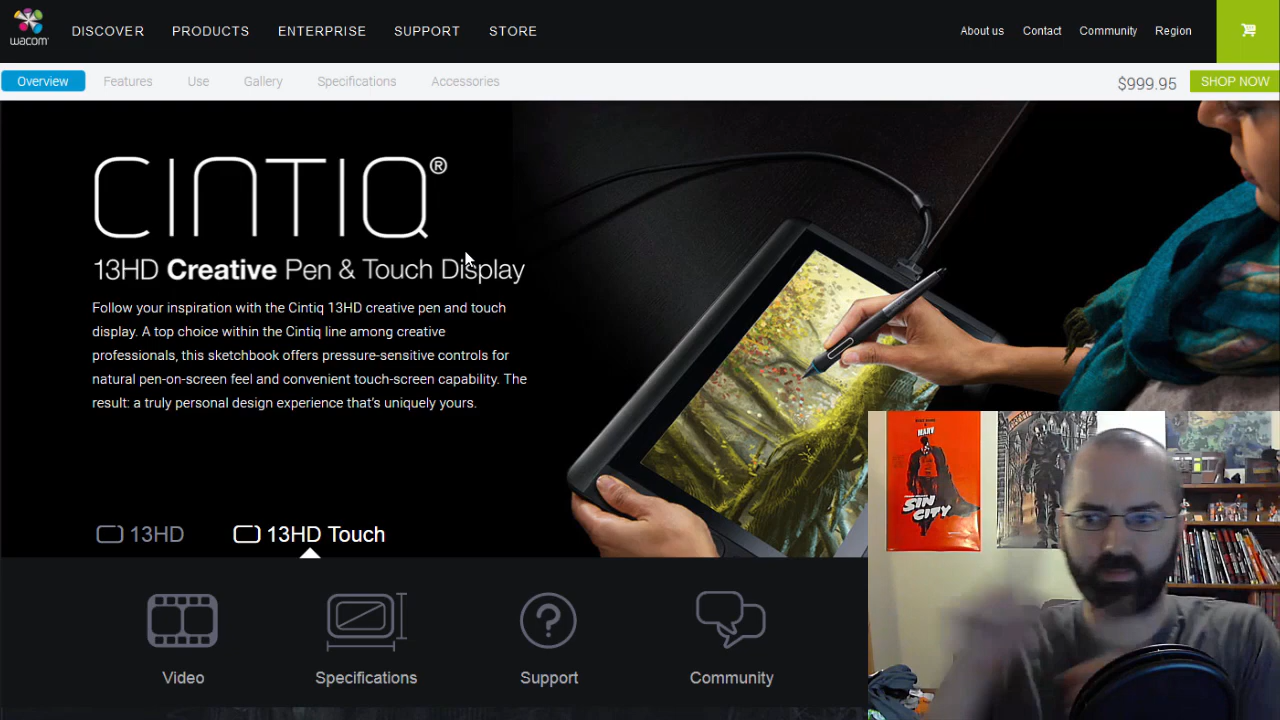 wacom
DISCOVER PRODUCTS ENTERPRISE SUPPORT STORE
About us Contact Community Region
Overview Features Use Gallery Specifications Accessories
$999.95 SHOP NOW
CINTIQ®
13HD Creative Pen & Touch Display
Follow your inspiration with the Cintiq 13HD creative pen and touch
display. A top choice within the Cintiq line among creative
professionals, this sketchbook offers pressure-sensitive controls for
natural pen-on-screen feel and convenient touch-screen capability. The
result: a truly personal design experience that's uniquely yours.
13HD 13HD Touch
Video Specifications Support Community
MARV
SIN
CITY